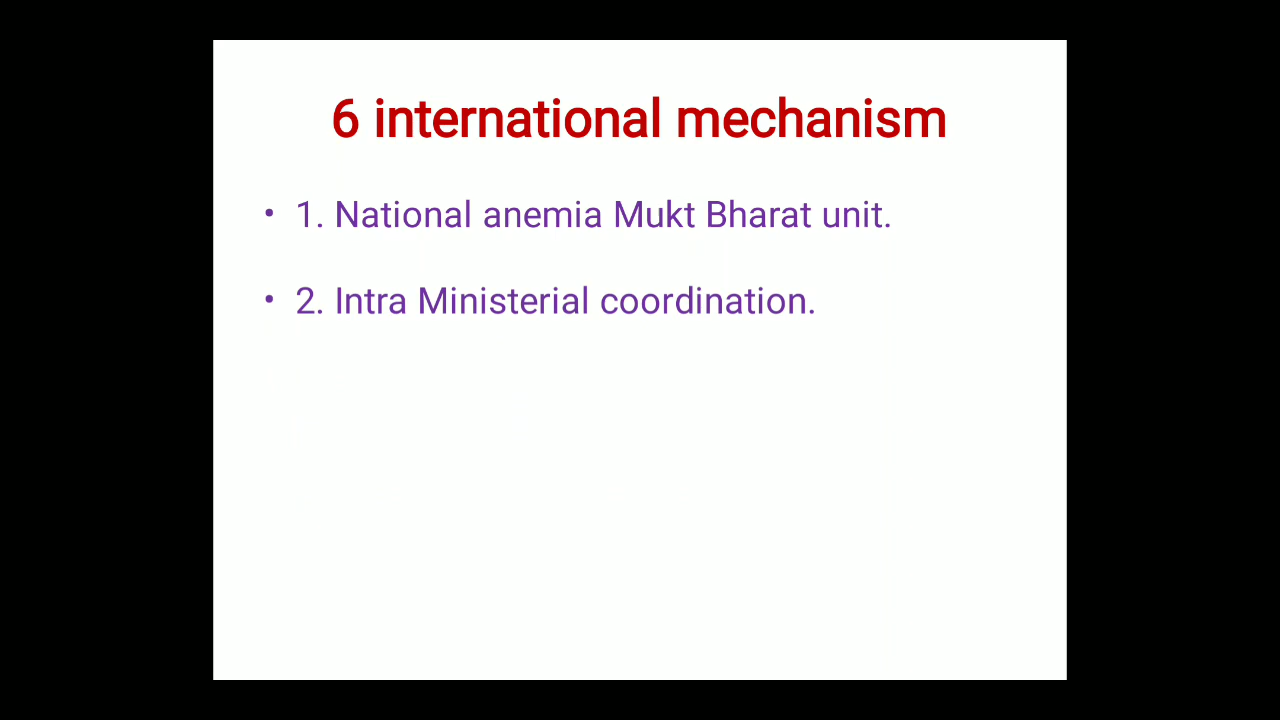 6 international mechanism
• 1. National anemia Mukt Bharat unit.
• 2. Intra Ministerial coordination.